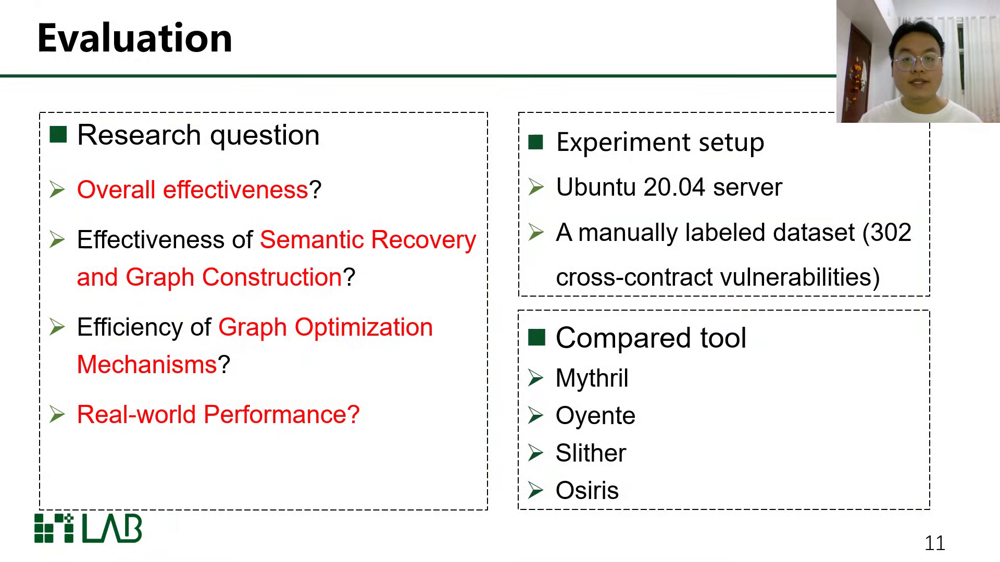 Evaluation
Research question
Overall effectiveness?
Effectiveness of Semantic Recovery
and Graph Construction?
Efficiency of Graph Optimization
Mechanisms?
Real-world Performance?
Experiment setup
Ubuntu 20.04 server
A manually labeled dataset (302
cross-contract vulnerabilities)
Compared tool
Mythril
Oyente
Slither
Osiris
LAB
11